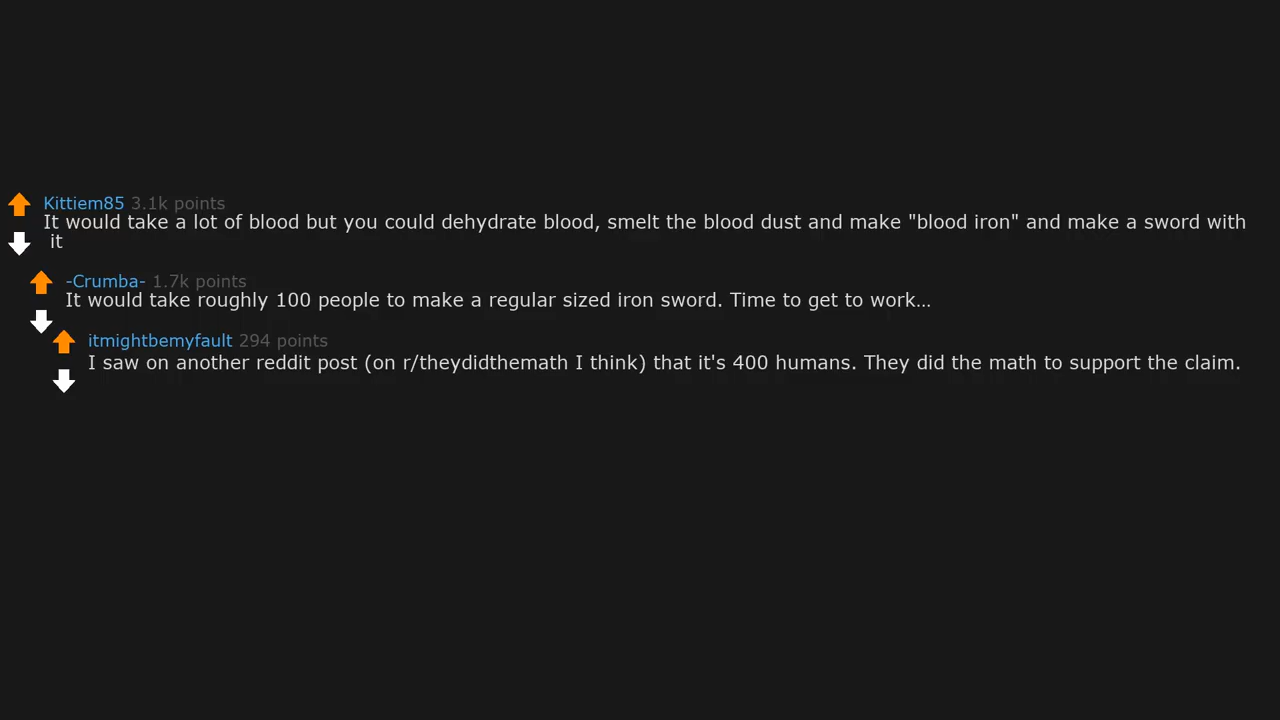 Kittiem85 3.1k points
It would take a lot of blood but you could dehydrate blood, smelt the blood dust and make "blood iron" and make a sword with
it
-Crumba- 1.7k points
It would take roughly 100 people to make a regular sized iron sword. Time to get to work...
itmightbemyfault 294 points
I saw on another reddit post (on r/theydidthemath I think) that it's 400 humans. They did the math to support the claim.